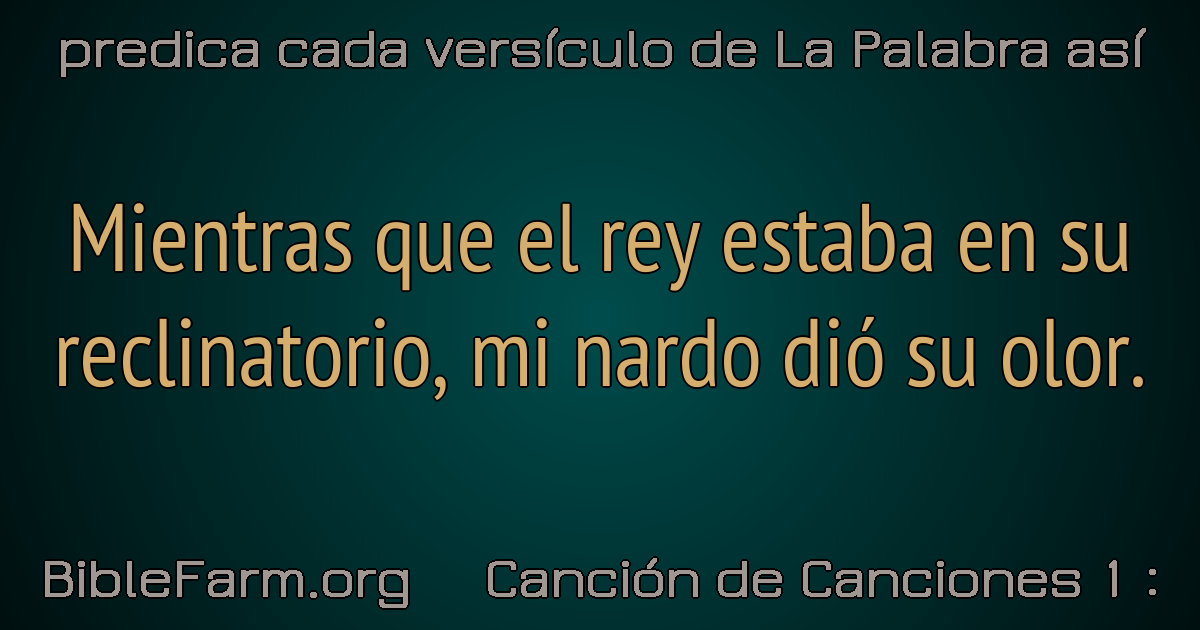 predica cada versículo de La Palabra así
Mientras que el rey estaba en su
reclinatorio, mi nardo dió su olor.
BibleFarm.org Canción de Canciones 1 :